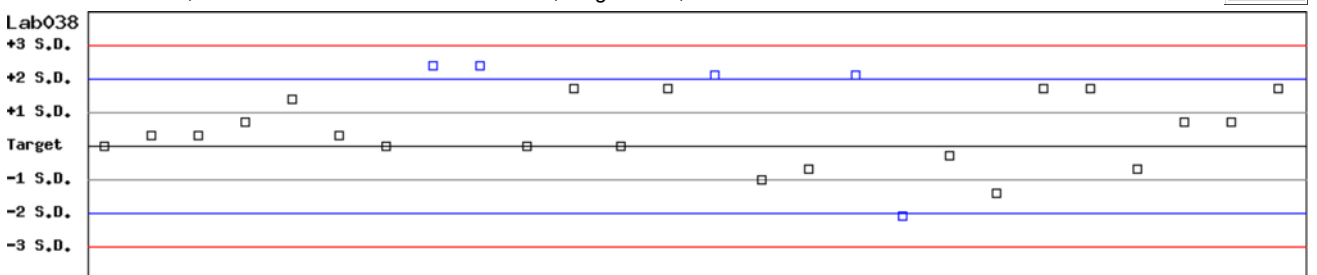 Lab038
+3 S.D.
+2 S.D.
+1 S.D.
Target
-1 S.D.
-2 S.D.
-3 S.D.